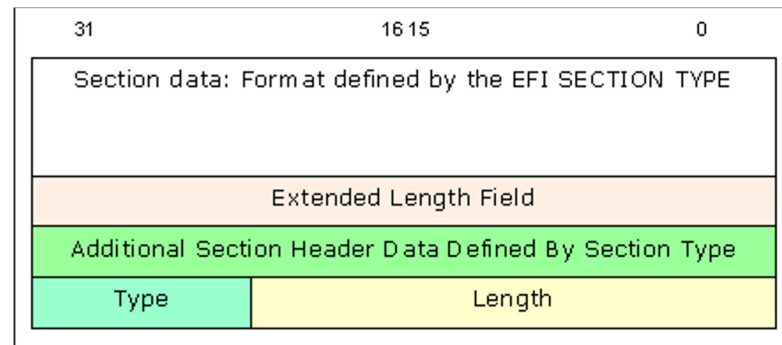 31 16 15 0
Section data: Format defined by the EFI SECTION TYPE
Extended Length Field
Additional Section Header Data Defined By Section Type
Type Length